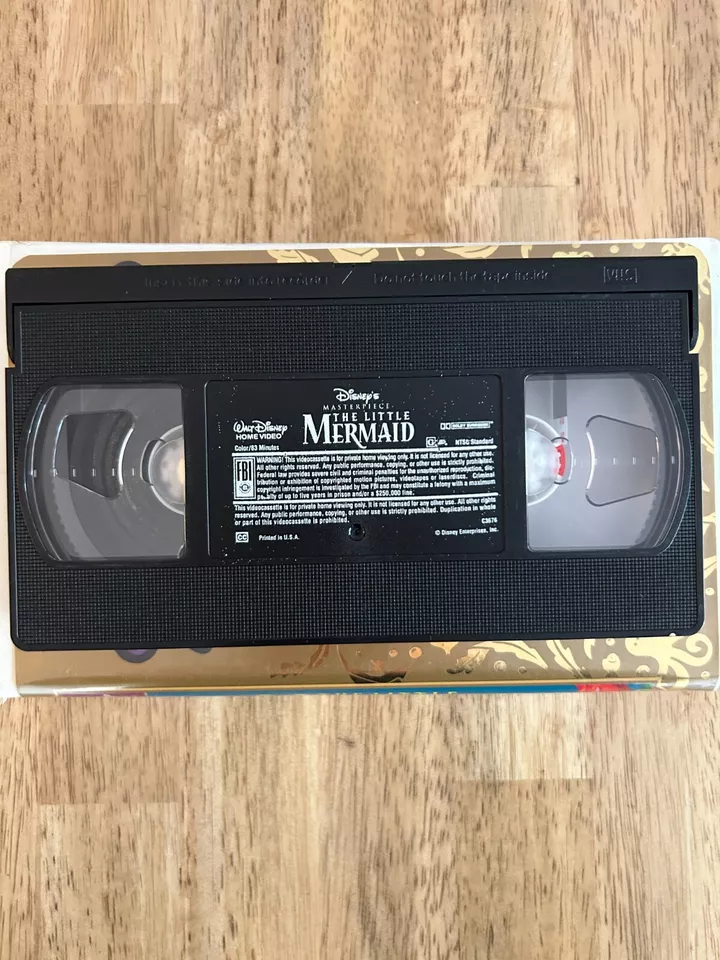 Insert this side into recorder / Do not touch the tape inside VHS
Disney's
MASTERPIECE
THE LITTLE
MERMAID
WALT DISNEY
HOME VIDEO
DOLBY SURROUND
Color/83 Minutes
G
NTSC Standard
FBI
WARNING! This videocassette is for private home viewing only. It is not licensed for any other use.
All other rights reserved. Any public performance, copying, or other use is strictly prohibited.
Federal law provides severe civil and criminal penalties for the unauthorized reproduction, dis-
tribution or exhibition of copyrighted motion pictures, videotapes or laserdiscs. Criminal
copyright infringement is investigated by the FBI and may constitute a felony with a maximum
penalty of up to five years in prison and/or a $250,000 fine.
This videocassette is for private home viewing only. It is not licensed for any other use. All other rights
reserved. Any public performance, copying, or other use is strictly prohibited. Duplication in whole
or part of this videocassette is prohibited.
C3676
CC
Printed in U.S.A.
© Disney Enterprises, Inc.